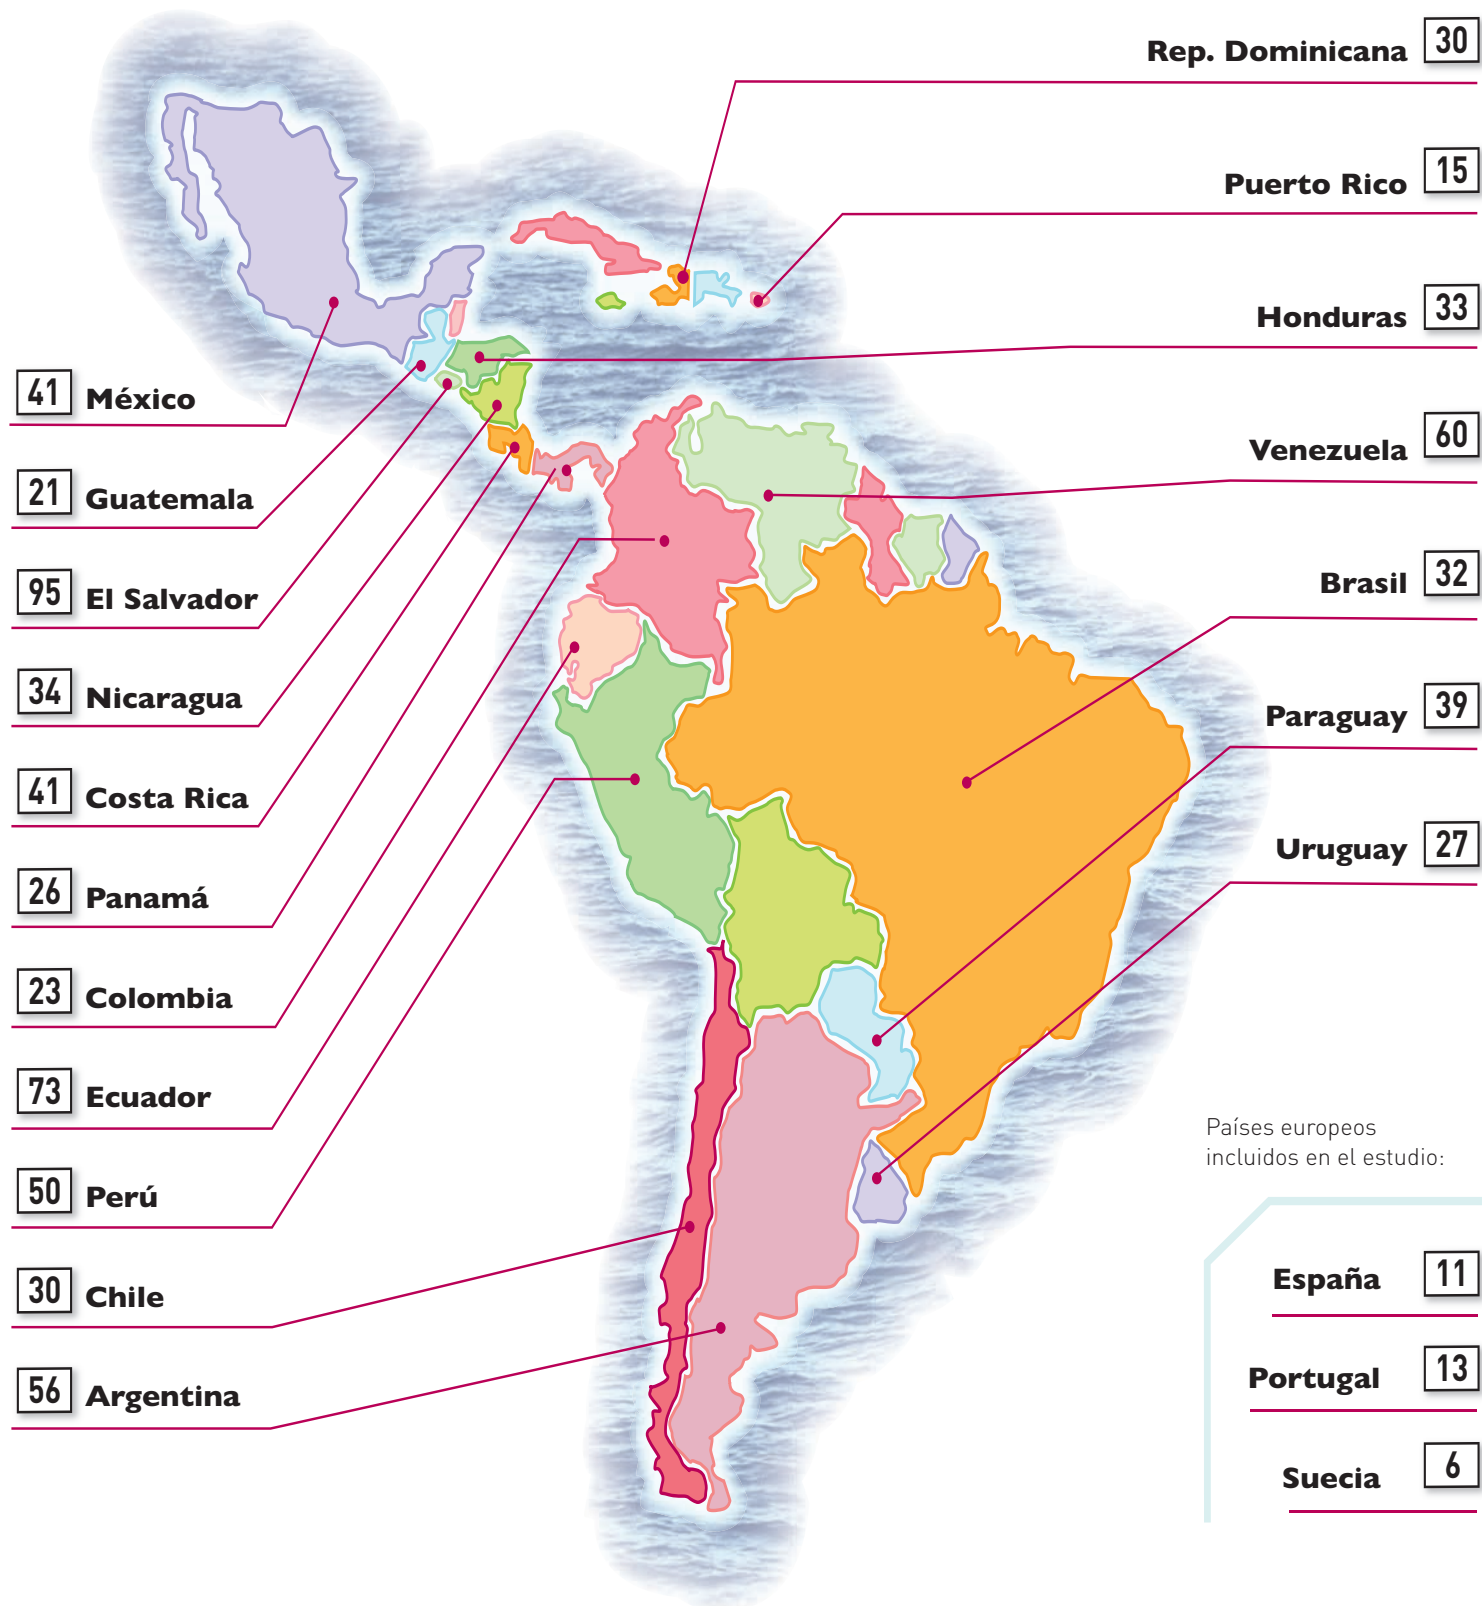 41 México
21 Guatemala
95 El Salvador
34 Nicaragua
41 Costa Rica
26 Panamá
23 Colombia
73 Ecuador
50 Perú
30 Chile
56 Argentina
Rep. Dominicana 30
Puerto Rico 15
Honduras 33
Venezuela 60
Brasil 32
Paraguay 39
Uruguay 27
Países europeos
incluidos en el estudio:
España 11
Portugal 13
Suecia 6